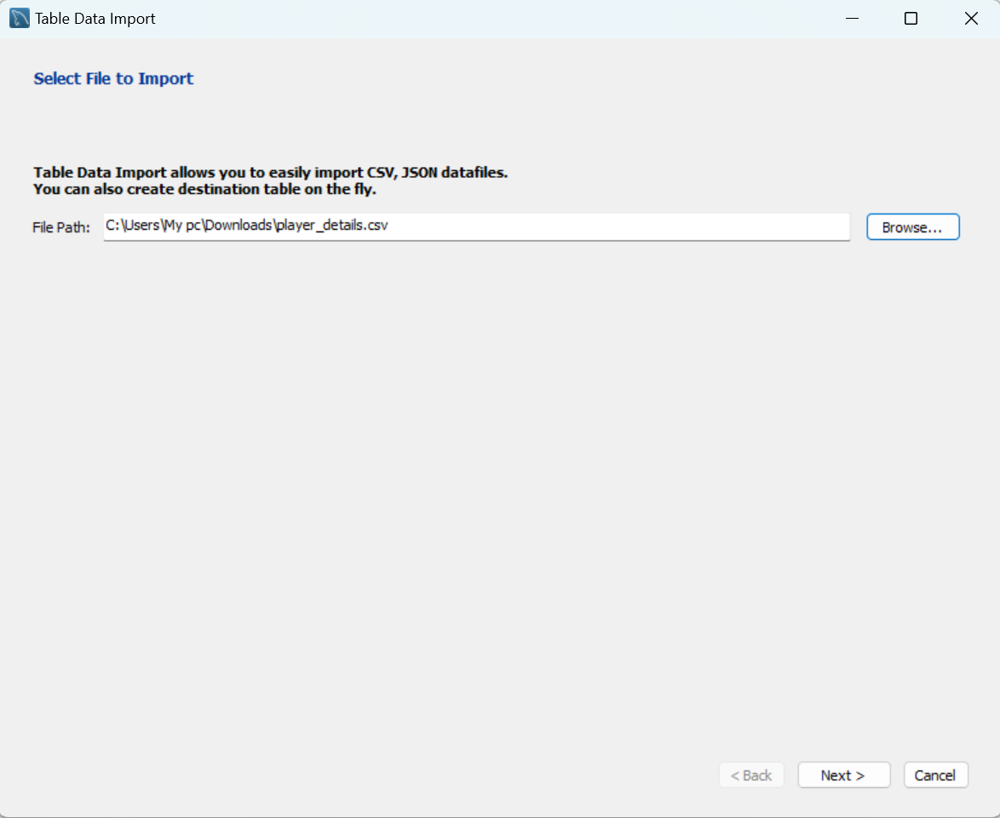 Table Data Import
Select File to Import
Table Data Import allows you to easily import CSV, JSON datafiles.
You can also create destination table on the fly.
File Path: C:\Users\My pc\Downloads\player_details.csv Browse...
< Back Next > Cancel